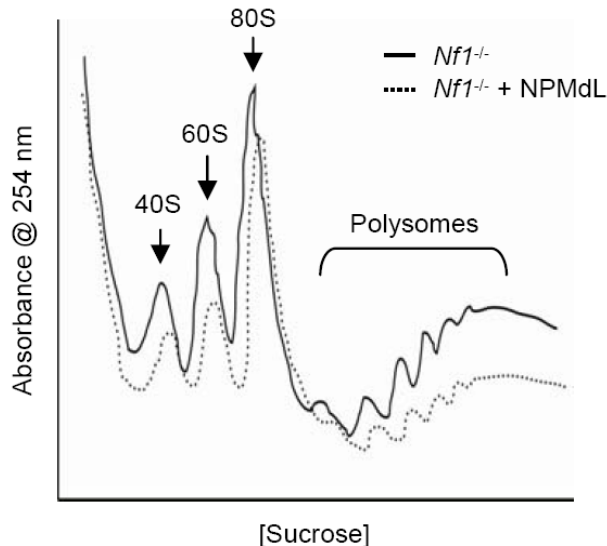 80S
Nf1-/-
Nf1-/- + NPMdL
60S
40S
Polysomes
Absorbance @ 254 nm
[Sucrose]